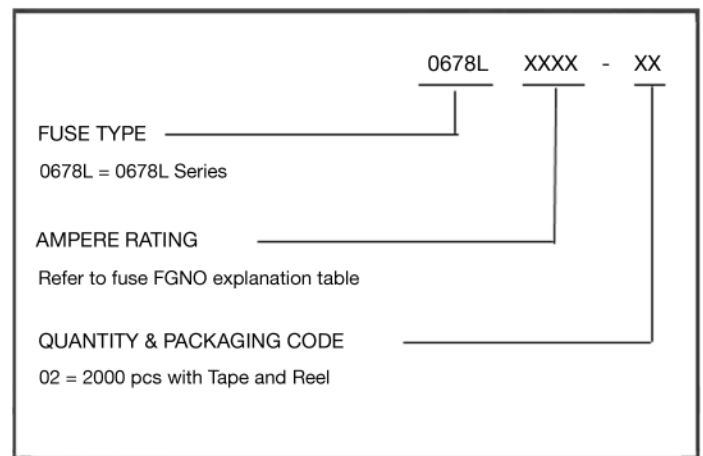 0678L XXXX - XX
FUSE TYPE
0678L = 0678L Series
AMPERE RATING
Refer to fuse FGNO explanation table
QUANTITY & PACKAGING CODE
02 = 2000 pcs with Tape and Reel